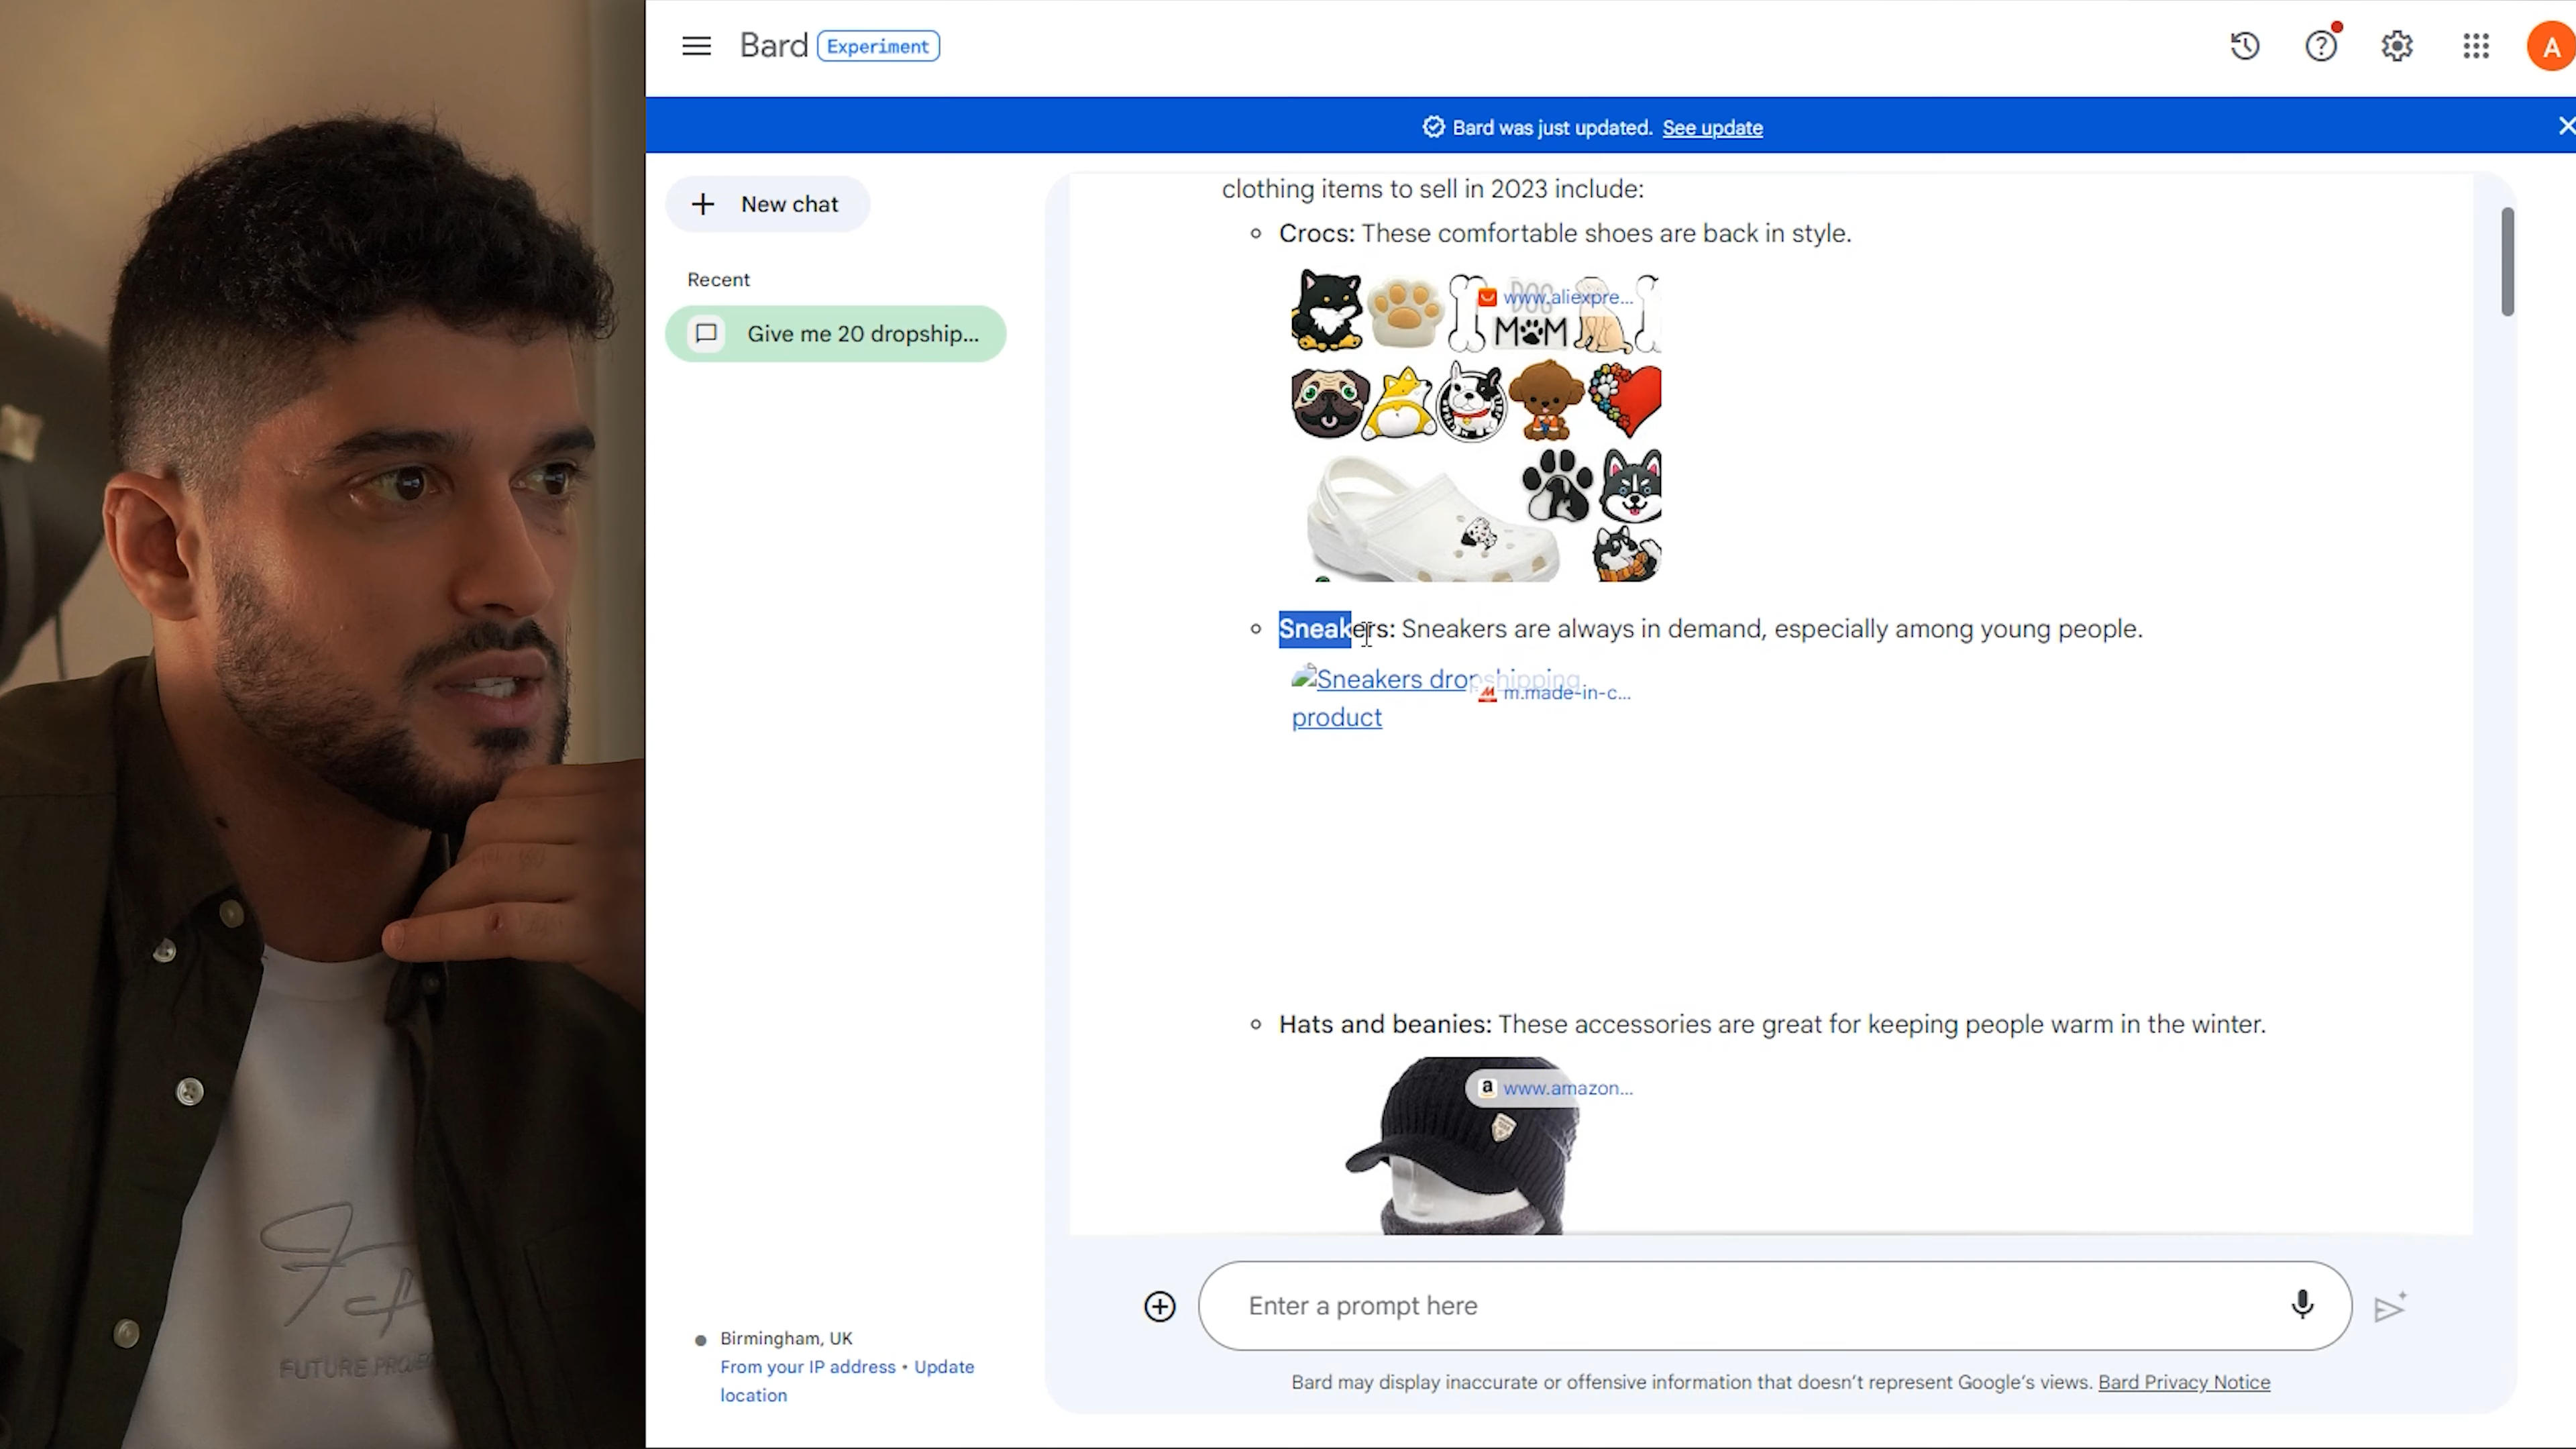 Bard Experiment
A
Bard was just updated. See update
New chat
Recent
Give me 20 dropship...
clothing items to sell in 2023 include:
Crocs: These comfortable shoes are back in style.
www.aliexpre...
DOG
MOM
Sneakers: Sneakers are always in demand, especially among young people.
Sneakers dropshipping
m.made-in-c...
product
Hats and beanies: These accessories are great for keeping people warm in the winter.
a www.amazon...
Enter a prompt here
Birmingham, UK
From your IP address • Update
location
Bard may display inaccurate or offensive information that doesn't represent Google's views. Bard Privacy Notice
FUTURE